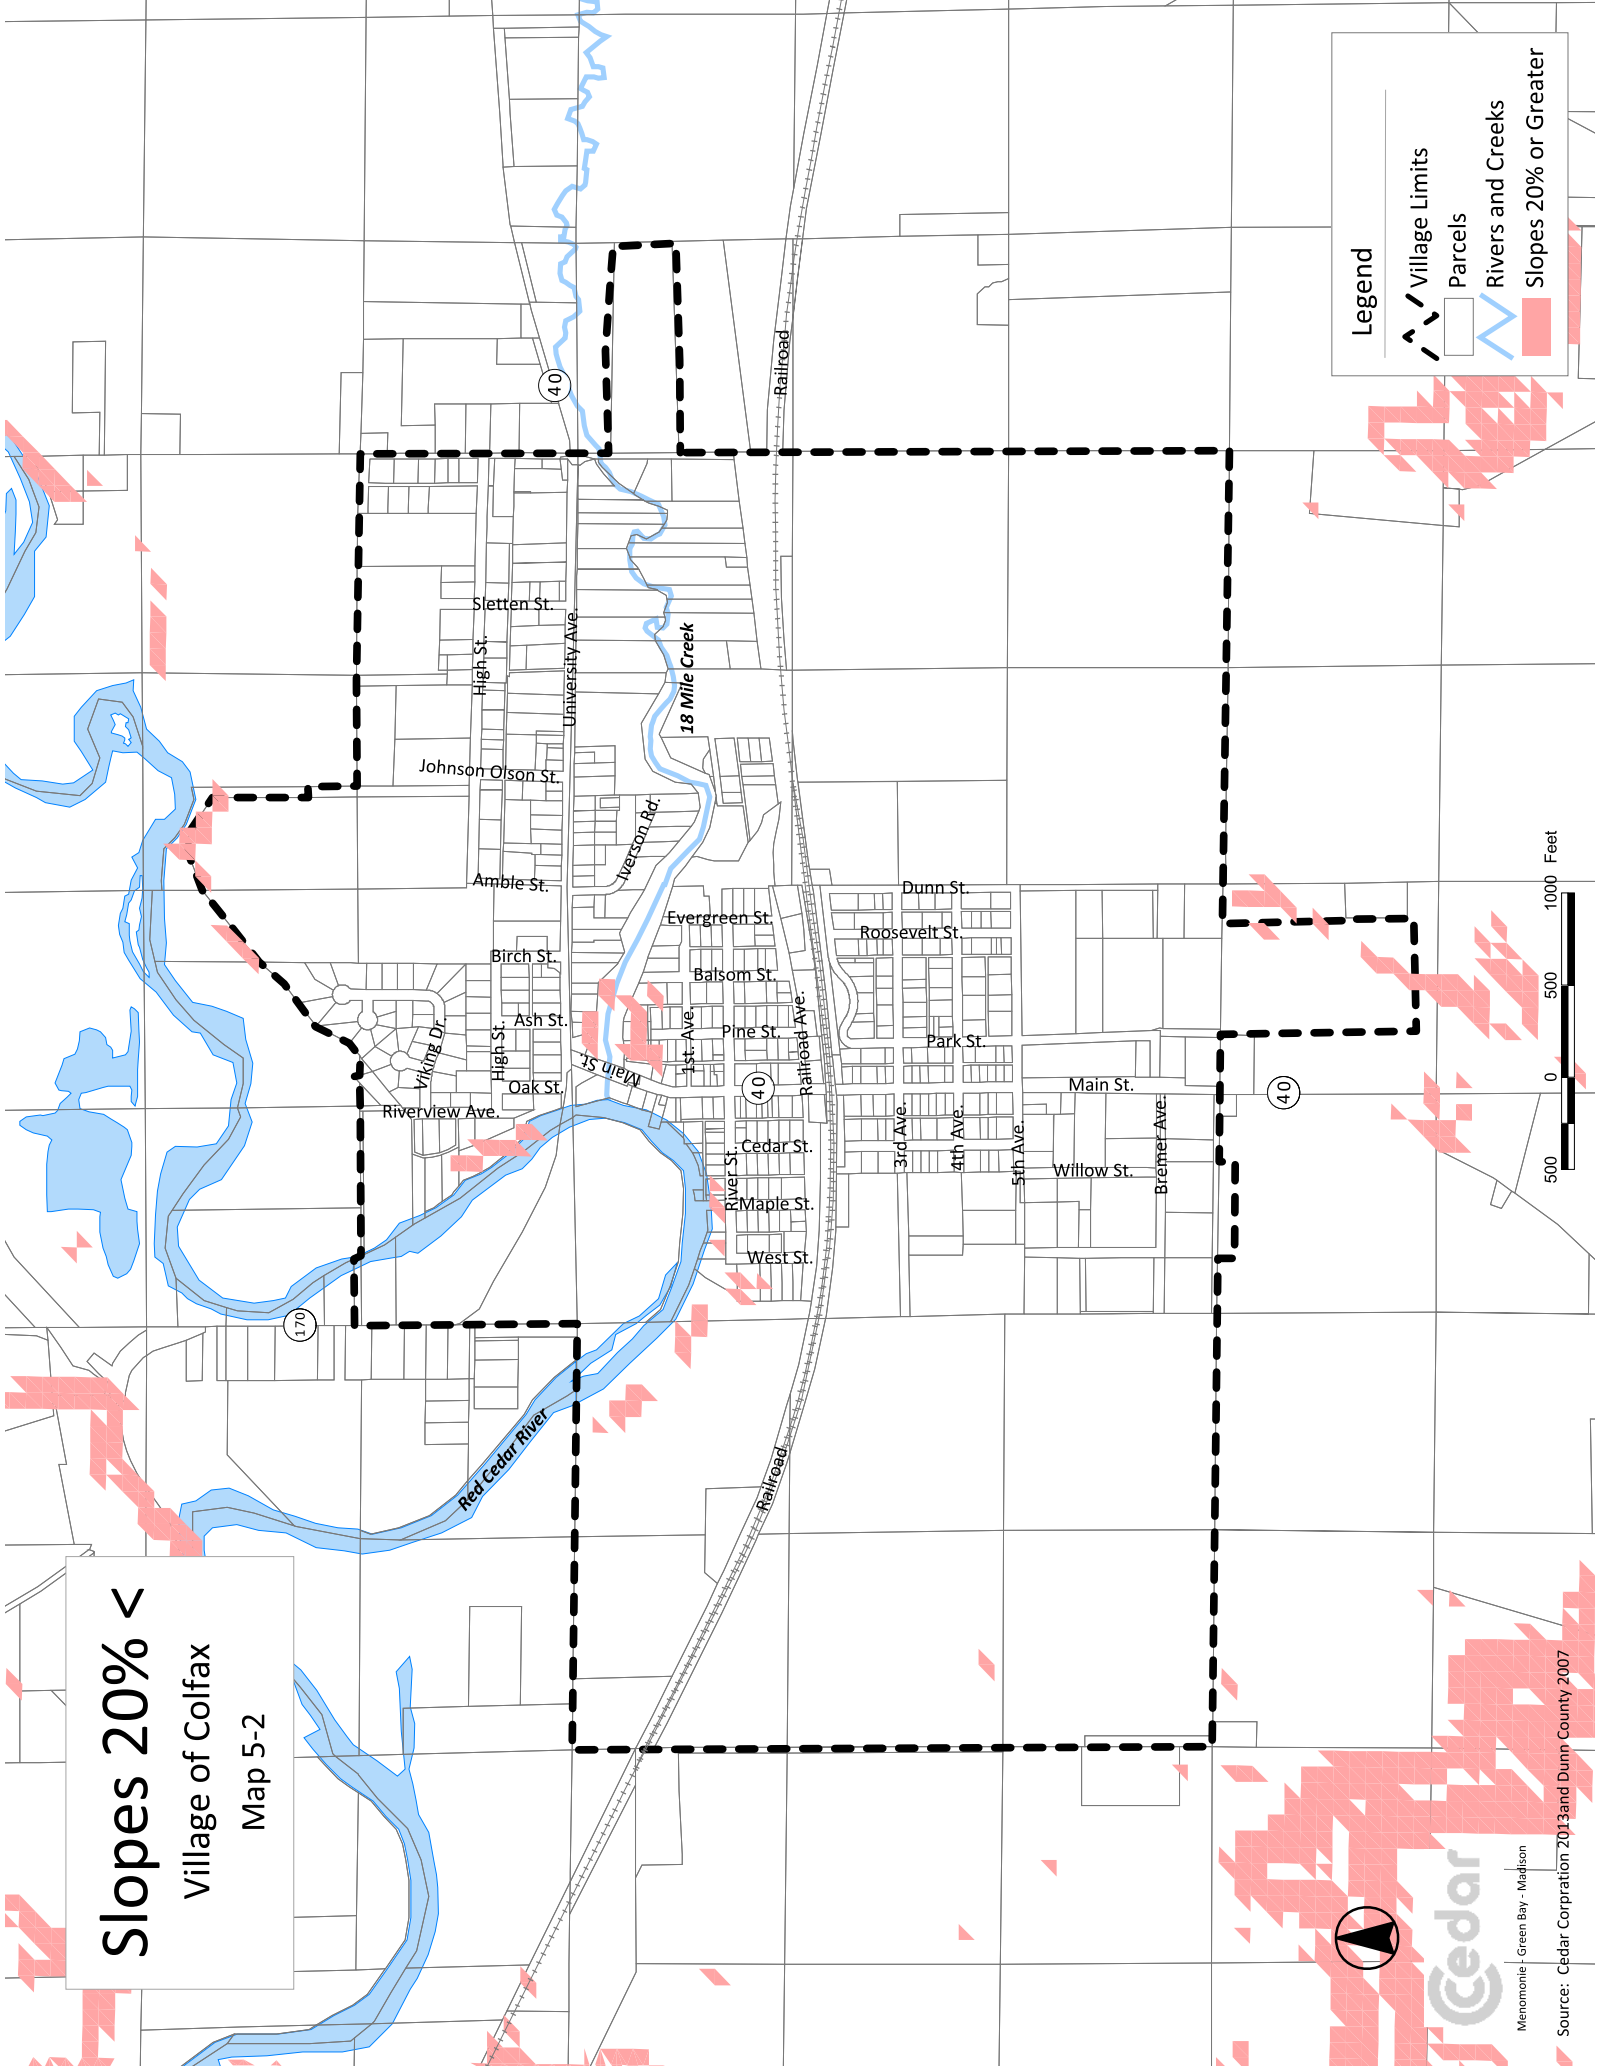 Slopes 20% <
Village of Colfax
Map 5-2
170
Red Cedar River
Riverview Ave.
Viking Dr.
High St.
Oak St.
Ash St.
Birch St.
Amble St.
Johnson Olson St.
High St.
Sletten St.
University Ave.
40
Iverson Rd.
18 Mile Creek
Main St.
1st. Ave.
Evergreen St.
Balsom St.
Pine St.
40
Railroad Ave.
River St.
Cedar St.
Maple St.
West St.
Railroad
Railroad
Dunn St.
Roosevelt St.
Park St.
Main St.
3rd Ave.
4th Ave.
5th Ave.
Willow St.
Bremer Ave.
40
Legend
Village Limits
Parcels
Rivers and Creeks
Slopes 20% or Greater
500 0 500 1000 Feet
Cedar
Menomonie - Green Bay - Madison
Source: Cedar Corpration 2013and Dunn County 2007